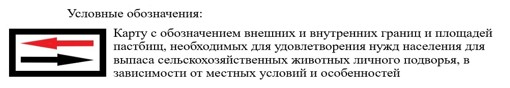 Условные обозначения:
Карту с обозначением внешних и внутренних границ и площадей
пастбищ, необходимых для удовлетворения нужд населения для
выпаса сельскохозяйственных животных личного подворья, в
зависимости от местных условий и особенностей